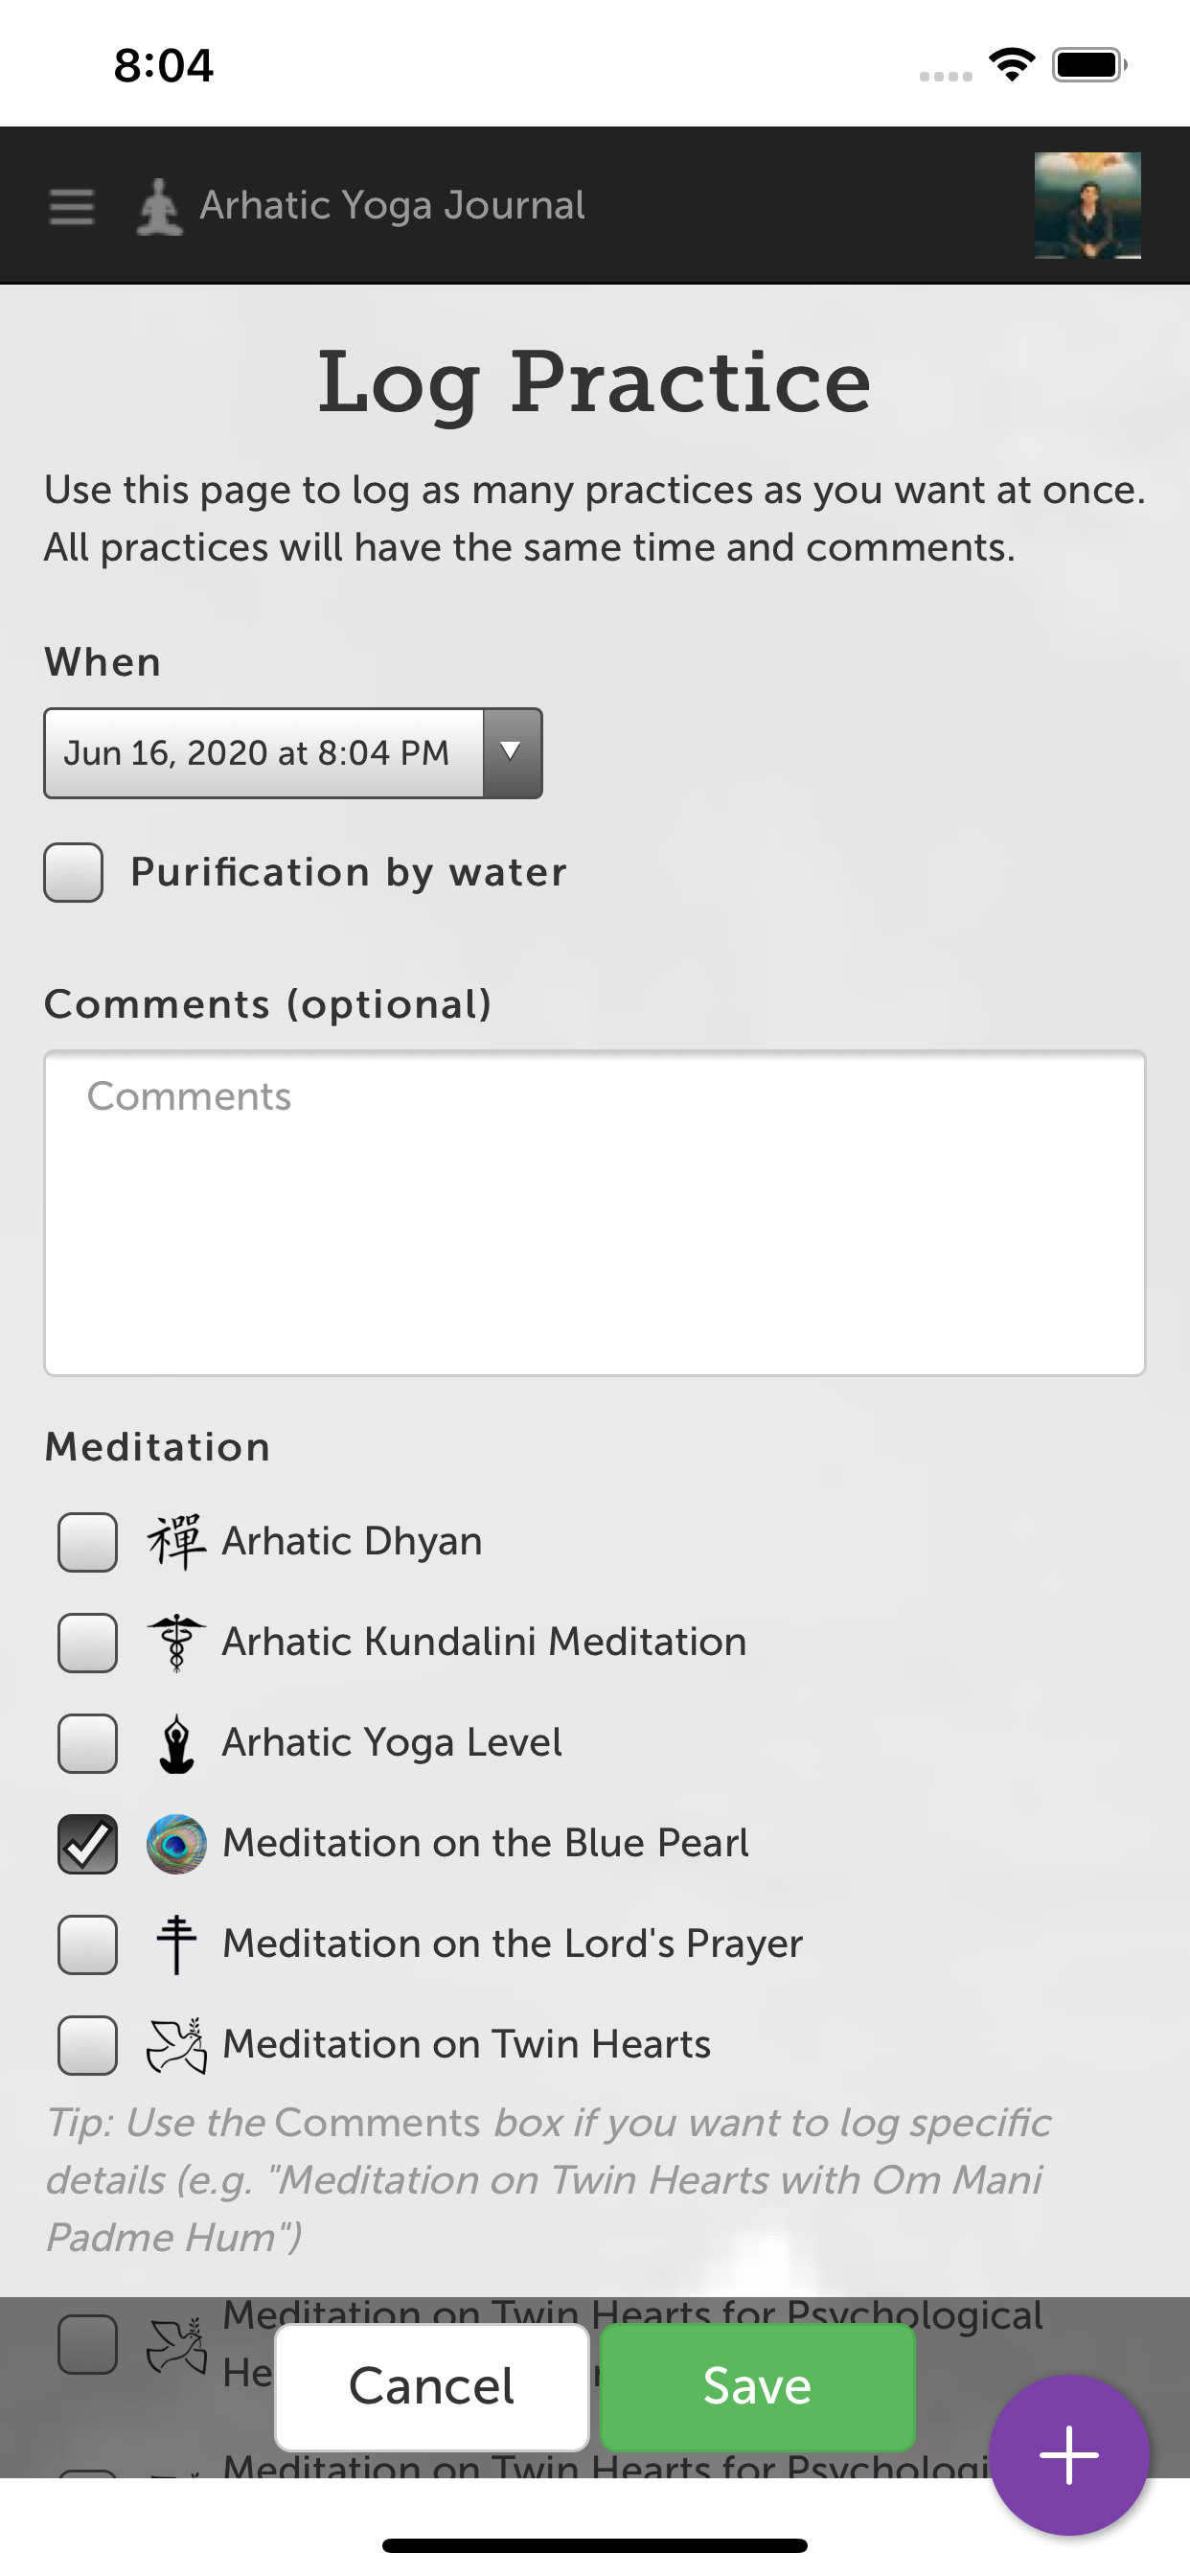 8:04
Arhatic Yoga Journal
Log Practice
Use this page to log as many practices as you want at once.
All practices will have the same time and comments.
When
Jun 16, 2020 at 8:04 PM
Purification by water
Comments (optional)
Comments
Meditation
禪 Arhatic Dhyan
Arhatic Kundalini Meditation
Arhatic Yoga Level
Meditation on the Blue Pearl
Meditation on the Lord's Prayer
Meditation on Twin Hearts
Tip: Use the Comments box if you want to log specific
details (e.g. "Meditation on Twin Hearts with Om Mani
Padme Hum")
Meditation on Twin Hearts for Psychological
Cancel
Save
Meditation on Twin Hearts for